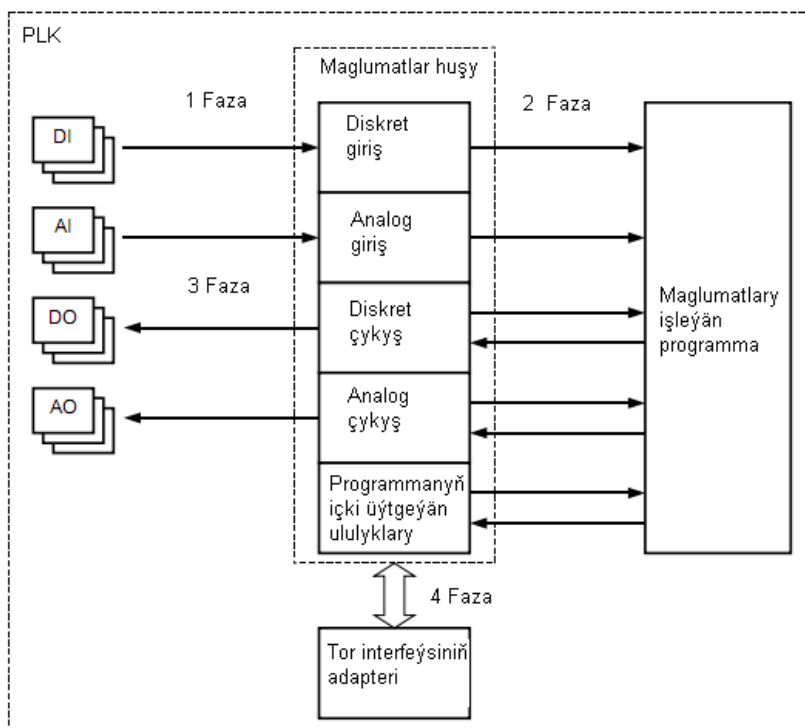 PLK
Maglumatlar huşy
1 Faza
2 Faza
DI
Diskret
giriş
AI
Analog
giriş
3 Faza
DO
Diskret
çykyş
Maglumatlary
işleýän
programma
AO
Analog
çykyş
Programmanyň
içki üýtgeýän
ululyklary
4 Faza
Tor interfeýsiniň
adapteri